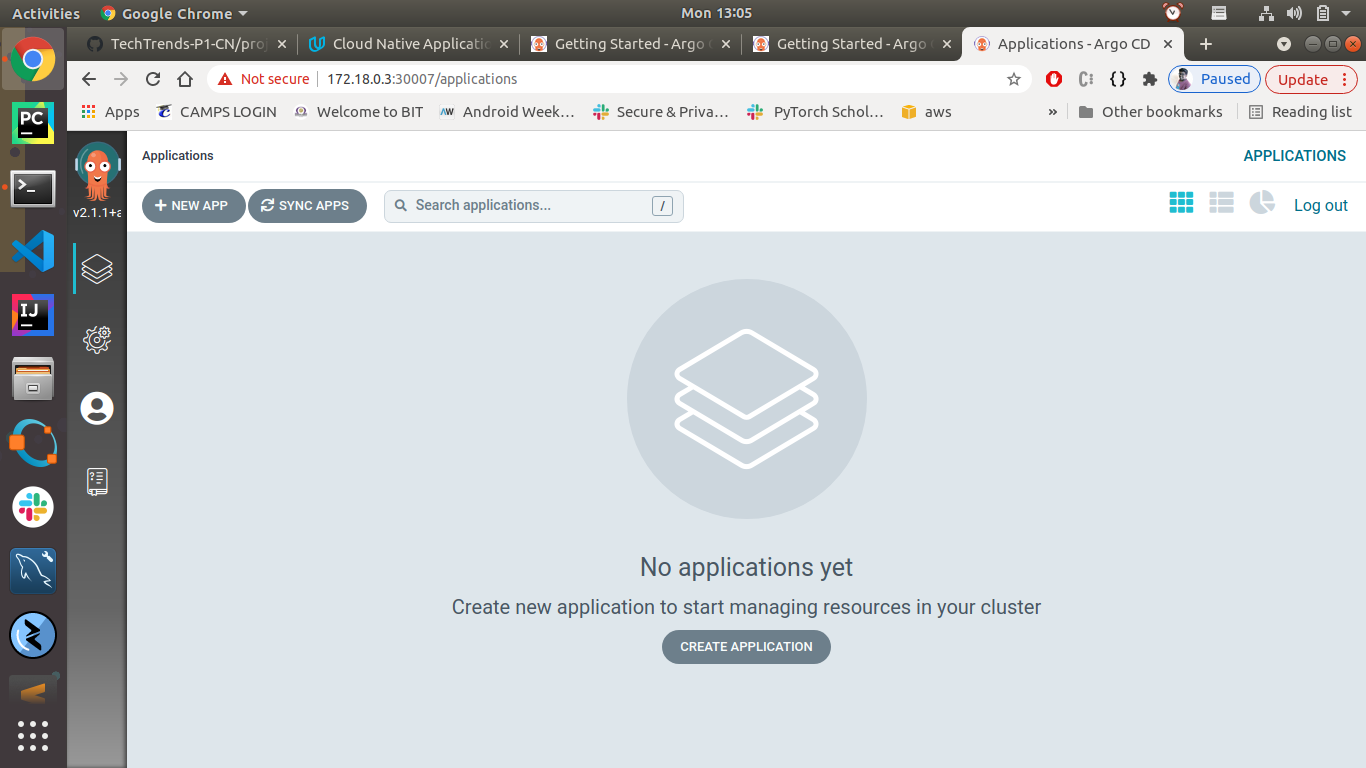 Activities Google Chrome Mon 13:05
TechTrends-P1-CN/proj Cloud Native Applicati Getting Started - Argo Getting Started - Argo Applications - Argo CD
Not secure 172.18.0.3:30007/applications Paused Update
Apps CAMPS LOGIN Welcome to BIT AW Android Week... Secure & Priva... PyTorch Schol... aws » Other bookmarks Reading list
Applications APPLICATIONS
v2.1.1+a
+ NEW APP SYNC APPS Search applications... / Log out
PC
IJ
No applications yet
Create new application to start managing resources in your cluster
CREATE APPLICATION